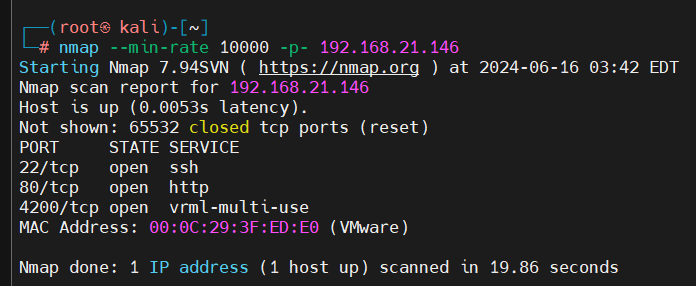 ┌──(root㉿ kali)-[~]
└─# nmap --min-rate 10000 -p- 192.168.21.146
Starting Nmap 7.94SVN ( https://nmap.org ) at 2024-06-16 03:42 EDT
Nmap scan report for 192.168.21.146
Host is up (0.0053s latency).
Not shown: 65532 closed tcp ports (reset)
PORT     STATE SERVICE
22/tcp   open  ssh
80/tcp   open  http
4200/tcp open  vrml-multi-use
MAC Address: 00:0C:29:3F:ED:E0 (VMware)
Nmap done: 1 IP address (1 host up) scanned in 19.86 seconds